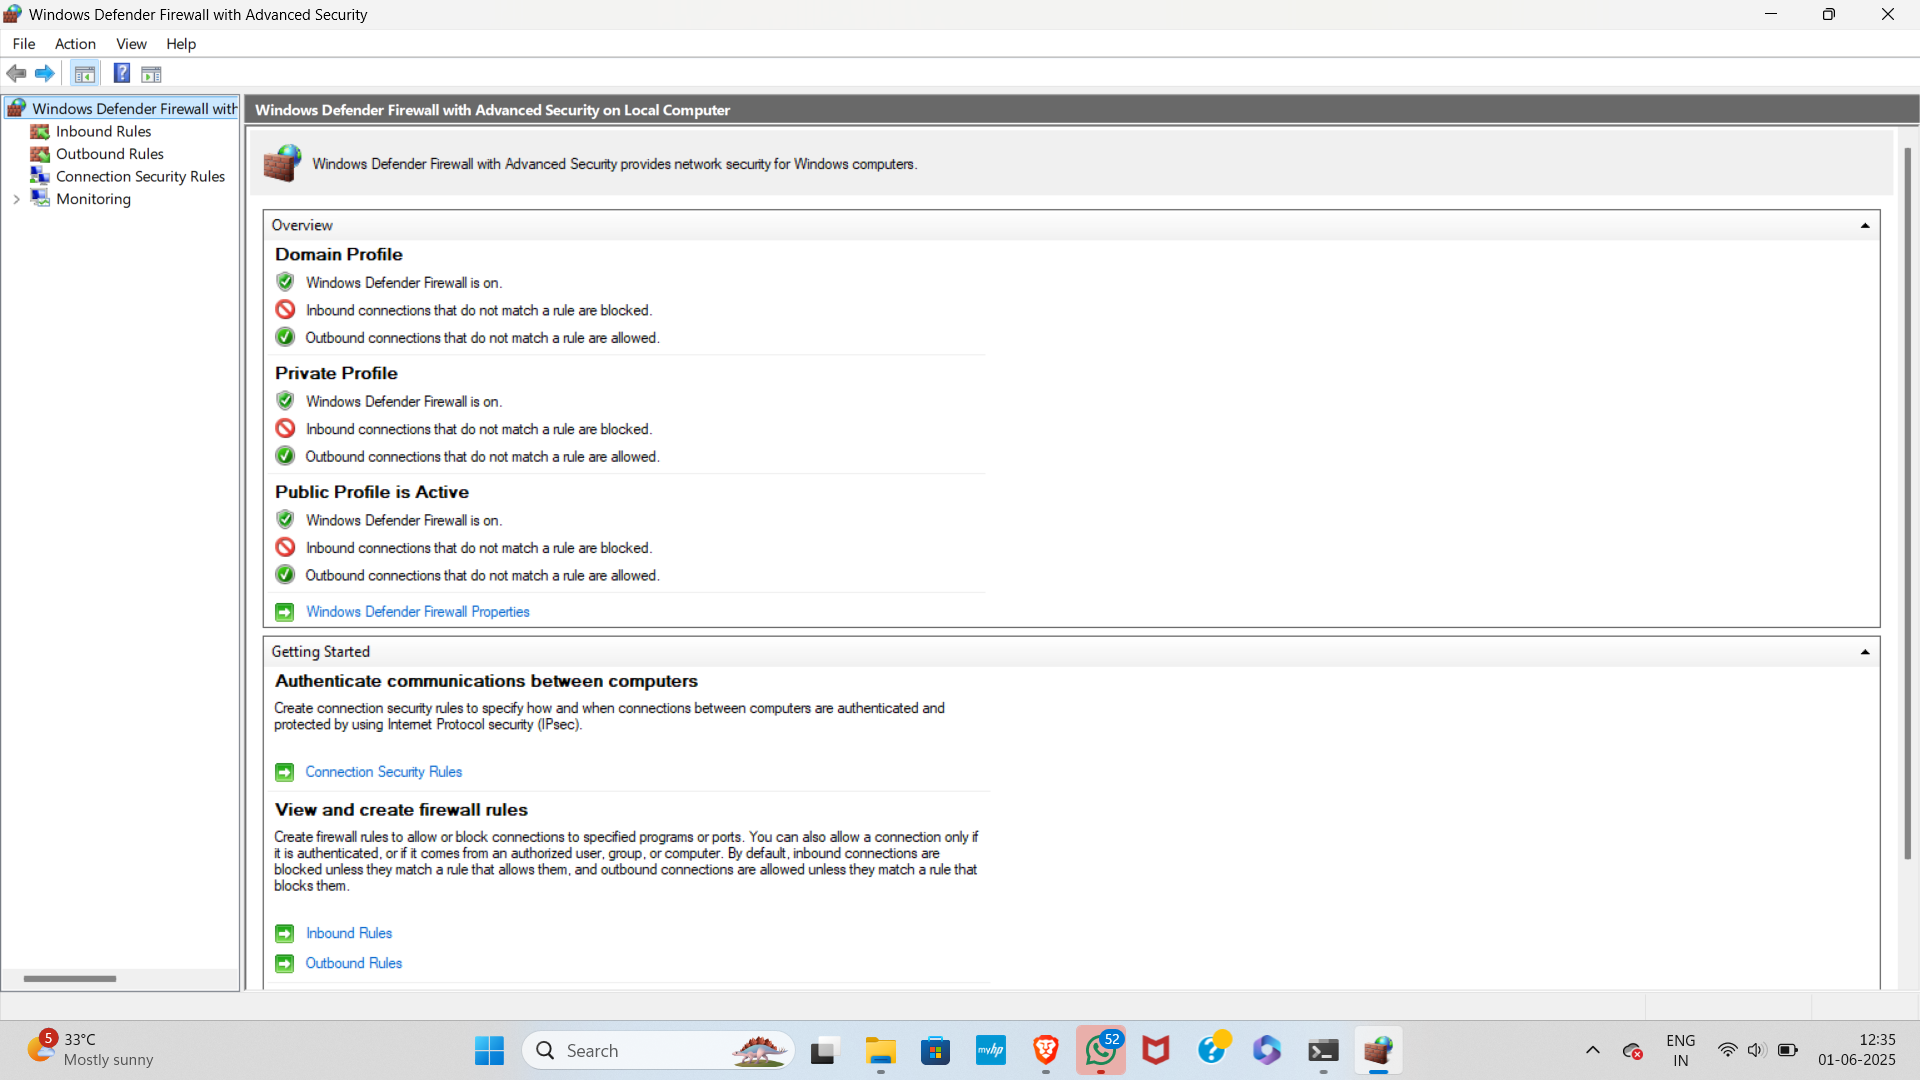 Windows Defender Firewall with Advanced Security
File Action View Help
Windows Defender Firewall with
Inbound Rules
Outbound Rules
Connection Security Rules
Monitoring
Windows Defender Firewall with Advanced Security on Local Computer
Windows Defender Firewall with Advanced Security provides network security for Windows computers.
Overview
Domain Profile
Windows Defender Firewall is on.
Inbound connections that do not match a rule are blocked.
Outbound connections that do not match a rule are allowed.
Private Profile
Windows Defender Firewall is on.
Inbound connections that do not match a rule are blocked.
Outbound connections that do not match a rule are allowed.
Public Profile is Active
Windows Defender Firewall is on.
Inbound connections that do not match a rule are blocked.
Outbound connections that do not match a rule are allowed.
Windows Defender Firewall Properties
Getting Started
Authenticate communications between computers
Create connection security rules to specify how and when connections between computers are authenticated and
protected by using Internet Protocol security (IPsec).
Connection Security Rules
View and create firewall rules
Create firewall rules to allow or block connections to specified programs or ports. You can also allow a connection only if
it is authenticated, or if it comes from an authorized user, group, or computer. By default, inbound connections are
blocked unless they match a rule that allows them, and outbound connections are allowed unless they match a rule that
blocks them.
Inbound Rules
Outbound Rules
5
33°C
Mostly sunny
Search
myhp
52
ENG
IN
12:35
01-06-2025